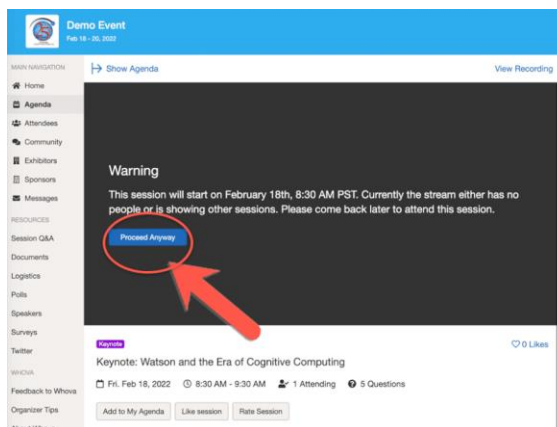 Demo Event
Feb 18 - 20, 2022
MAIN NAVIGATION
Home
Agenda
Attendees
Community
Exhibitors
Sponsors
Messages
RESOURCES
Session Q&A
Documents
Logistics
Polls
Speakers
Surveys
Twitter
WHOVA
Feedback to Whova
Organizer Tips
Show Agenda
View Recording
Warning
This session will start on February 18th, 8:30 AM PST. Currently the stream either has no
people or is showing other sessions. Please come back later to attend this session.
Proceed Anyway
Keynote
0 Likes
Keynote: Watson and the Era of Cognitive Computing
Fri. Feb 18, 2022 8:30 AM - 9:30 AM 1 Attending 5 Questions
Add to My Agenda Like session Rate Session